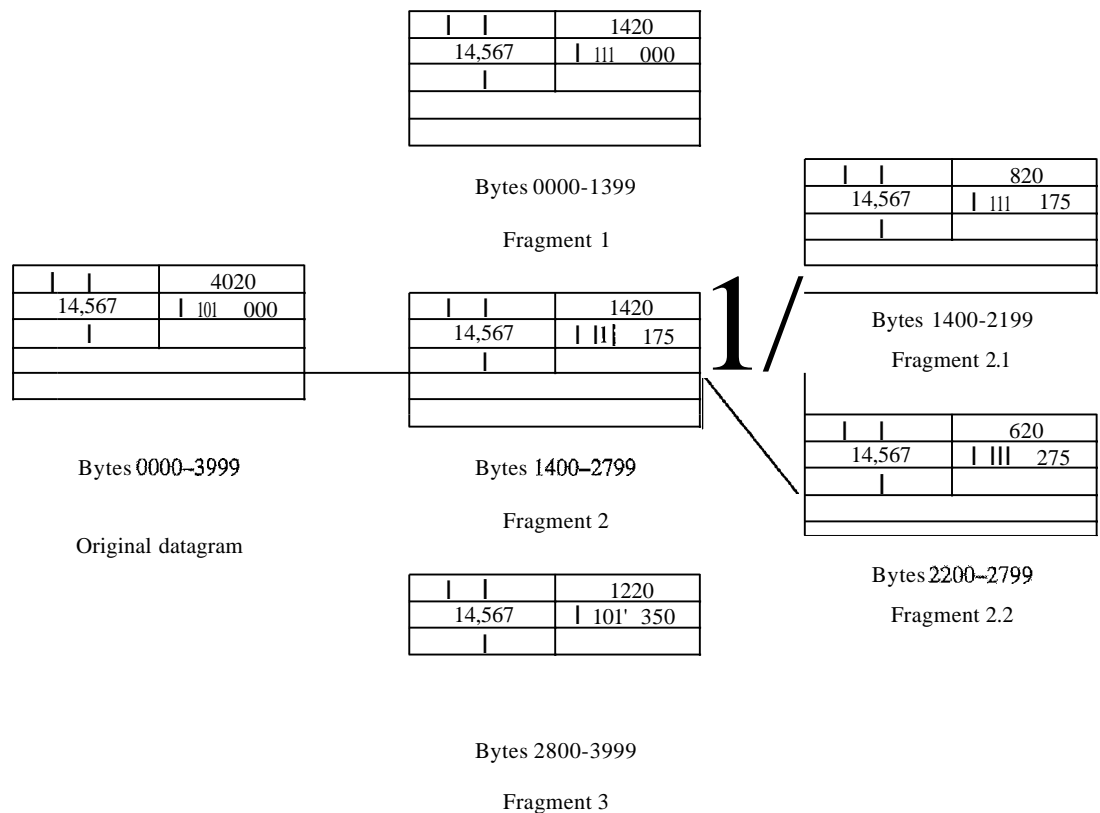 1420
14,567 111 000
Bytes 0000-1399
Fragment 1
4020
14,567 101 000
Bytes 0000–3999
Original datagram
1420
14,567 175
Bytes 1400–2799
Fragment 2
1220
14,567 101' 350
Bytes 2800-3999
Fragment 3
820
14,567 111 175
Bytes 1400-2199
Fragment 2.1
620
14,567 275
Bytes 2200–2799
Fragment 2.2